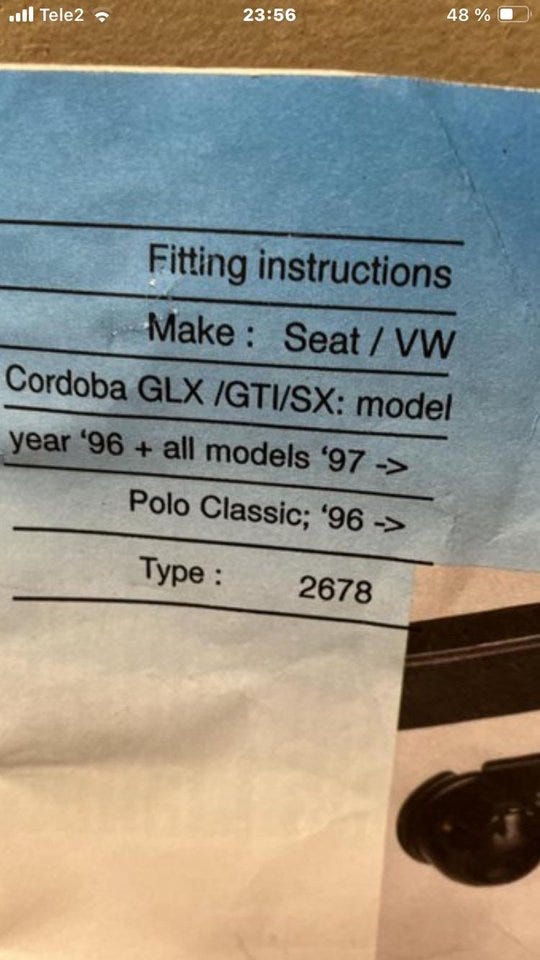 Tele2
23:56
48 %
Fitting instructions
Make : Seat / VW
Cordoba GLX /GTI/SX: model
year ‘96 + all models ‘97 ->
Polo Classic; ‘96 ->
Type : 2678